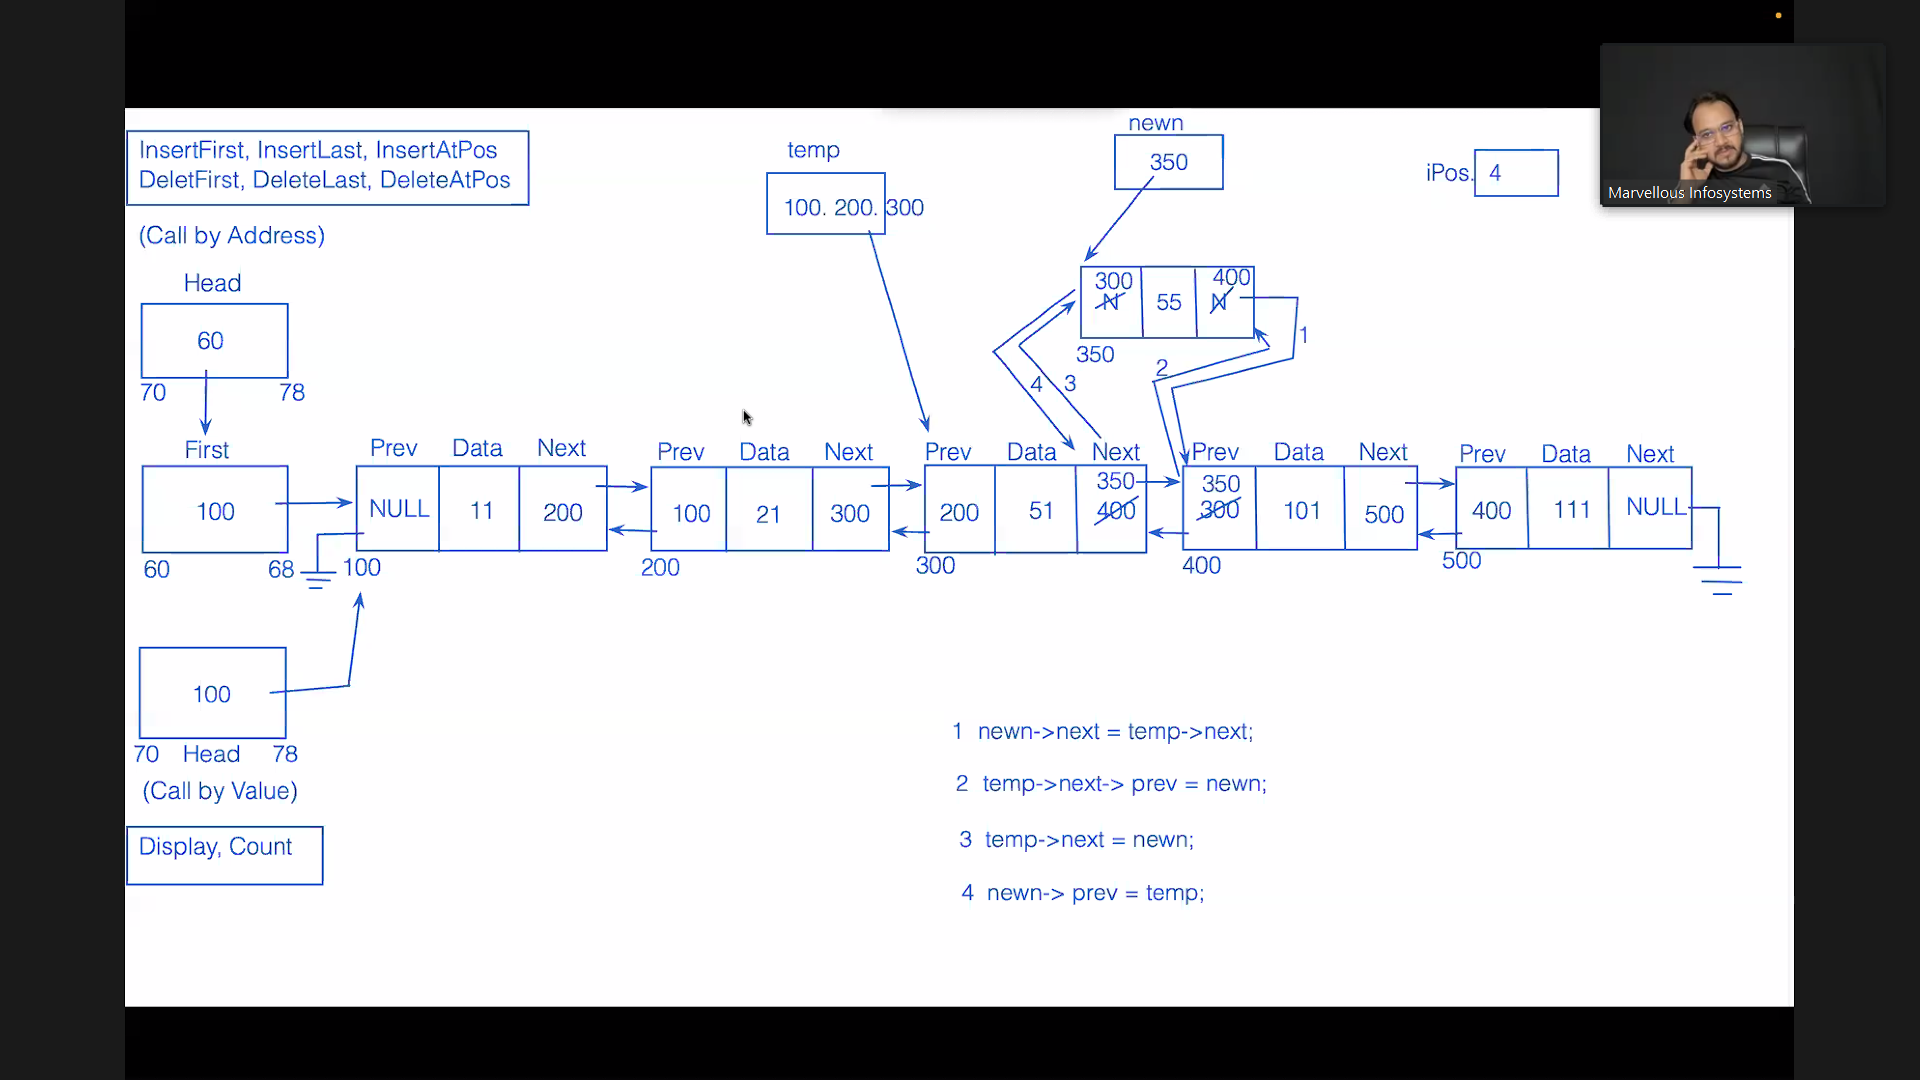 InsertFirst, InsertLast, InsertAtPos
DeletFirst, DeleteLast, DeleteAtPos
(Call by Address)
Head
60
70 78
First
100
60 68
temp
100. 200. 300
newn
350
iPos. 4
Marvellous Infosystems
300 400
N 55 N
350
1
2
4 3
Prev Data Next
NULL 11 200
100
Prev Data Next
100 21 300
200
Prev Data Next
350
200 51 400
300
Prev Data Next
350
300 101 500
400
Prev Data Next
400 111 NULL
500
100
70 Head 78
(Call by Value)
Display, Count
1 newn->next = temp->next;
2 temp->next-> prev = newn;
3 temp->next = newn;
4 newn-> prev = temp;